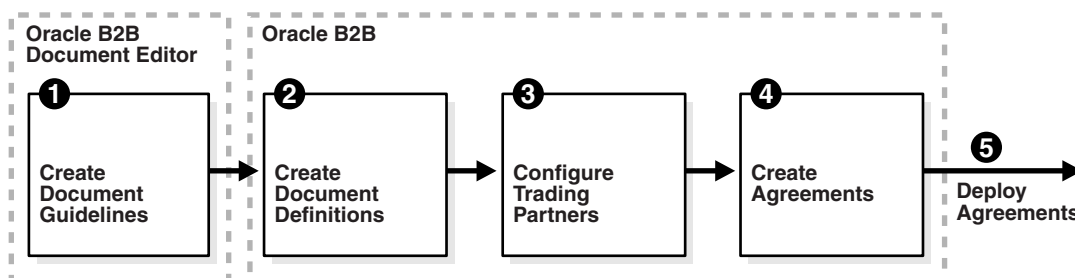 Oracle B2B
Document Editor
Oracle B2B
1
Create
Document
Guidelines
2
Create
Document
Definitions
3
Configure
Trading
Partners
4
Create
Agreements
5
Deploy
Agreements